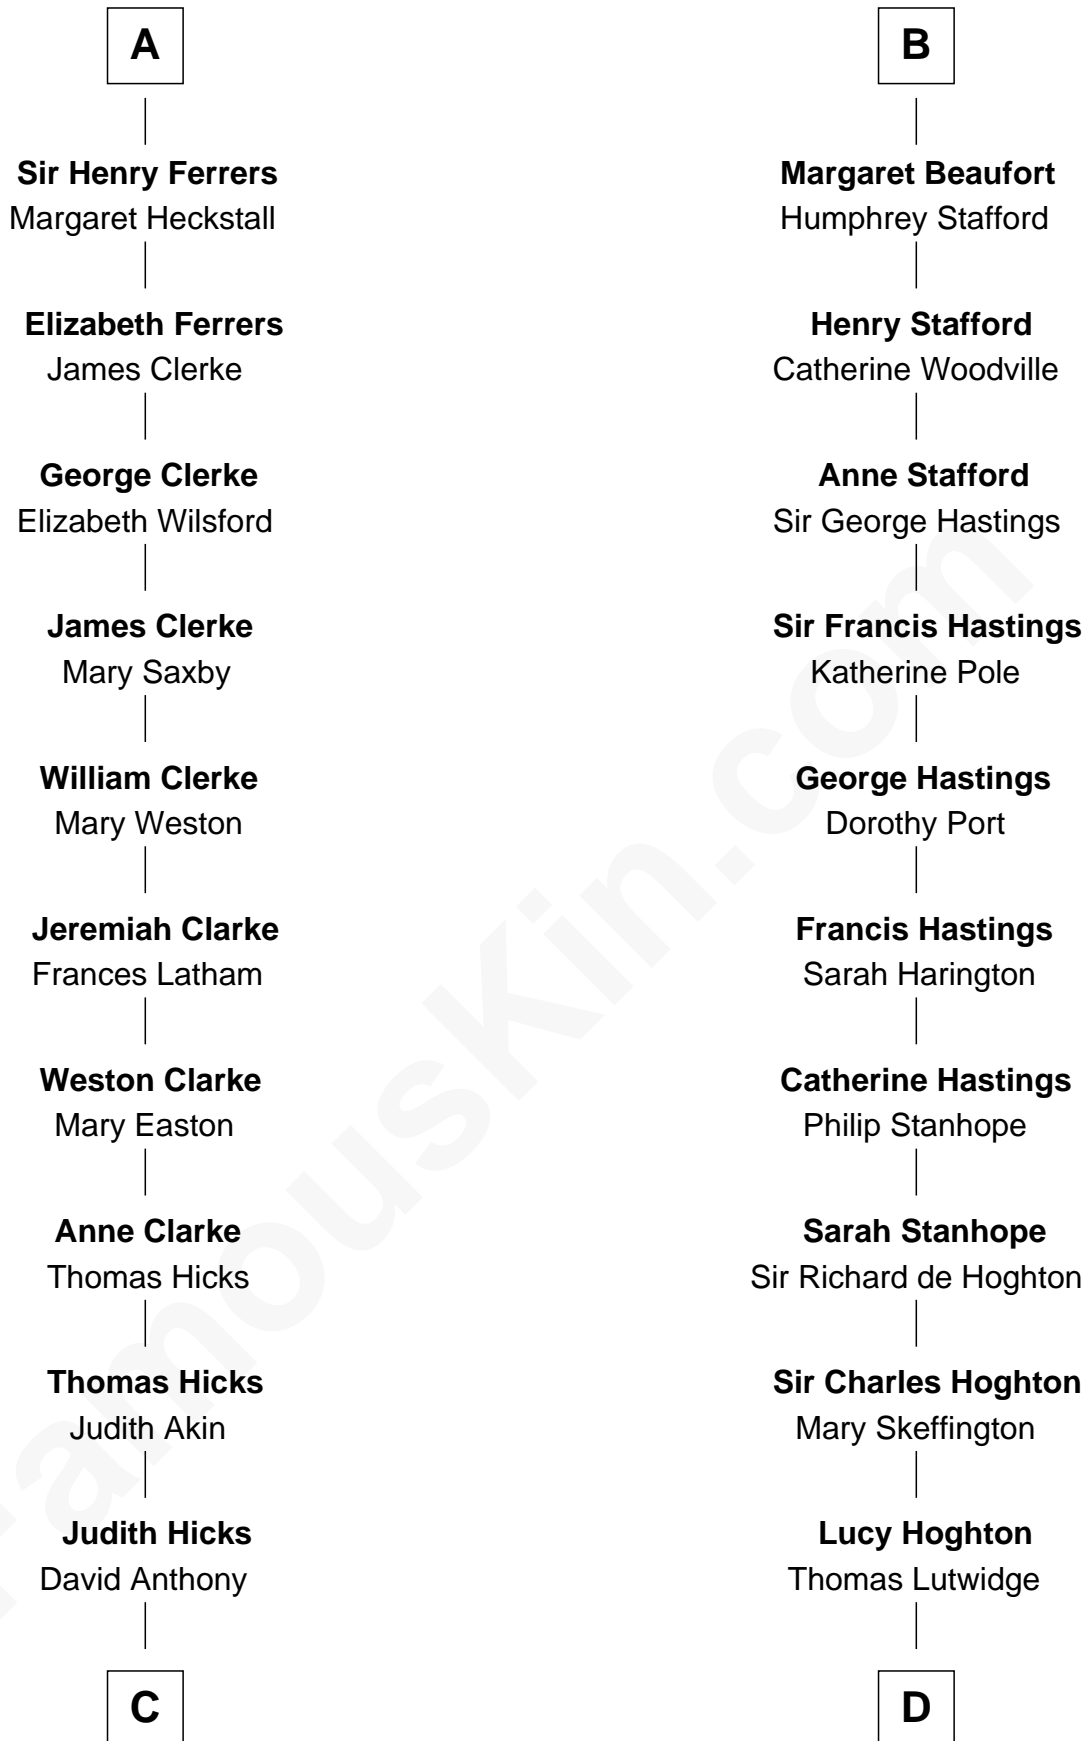 A
Sir Henry Ferrers
Margaret Heckstall
Elizabeth Ferrers
James Clerke
George Clerke
Elizabeth Wilsford
James Clerke
Mary Saxby
William Clerke
Mary Weston
Jeremiah Clarke
Frances Latham
Weston Clarke
Mary Easton
Anne Clarke
Thomas Hicks
Thomas Hicks
Judith Akin
Judith Hicks
David Anthony
C
B
Margaret Beaufort
Humphrey Stafford
Henry Stafford
Catherine Woodville
Anne Stafford
Sir George Hastings
Sir Francis Hastings
Katherine Pole
George Hastings
Dorothy Port
Francis Hastings
Sarah Harington
Catherine Hastings
Philip Stanhope
Sarah Stanhope
Sir Richard de Hoghton
Sir Charles Hoghton
Mary Skeffington
Lucy Hoghton
Thomas Lutwidge
D
FamousKin.com